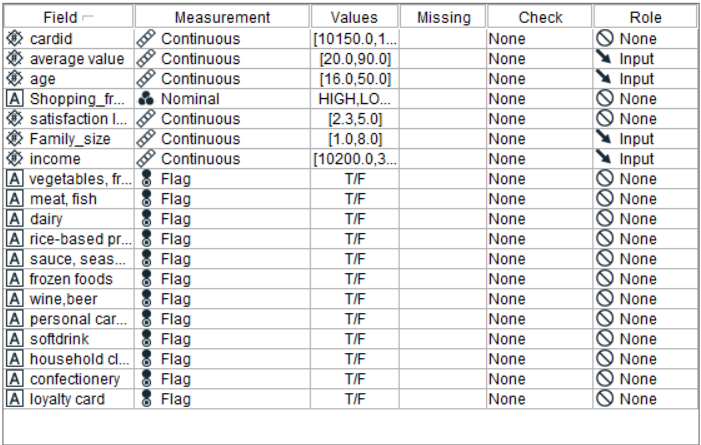 Field Measurement Values Missing Check Role
cardid Continuous [10150.0,1... None None
average value Continuous [20.0,90.0] None Input
age Continuous [16.0,50.0] None Input
A Shopping_fr... Nominal HIGH,LO... None None
satisfaction l... Continuous [2.3,5.0] None None
Family_size Continuous [1.0,8.0] None Input
income Continuous [10200.0,3... None Input
A vegetables, fr... Flag T/F None None
A meat, fish Flag T/F None None
A dairy Flag T/F None None
A rice-based pr... Flag T/F None None
A sauce, seas... Flag T/F None None
A frozen foods Flag T/F None None
A wine,beer Flag T/F None None
A personal car... Flag T/F None None
A softdrink Flag T/F None None
A household cl... Flag T/F None None
A confectionery Flag T/F None None
A loyalty card Flag T/F None None